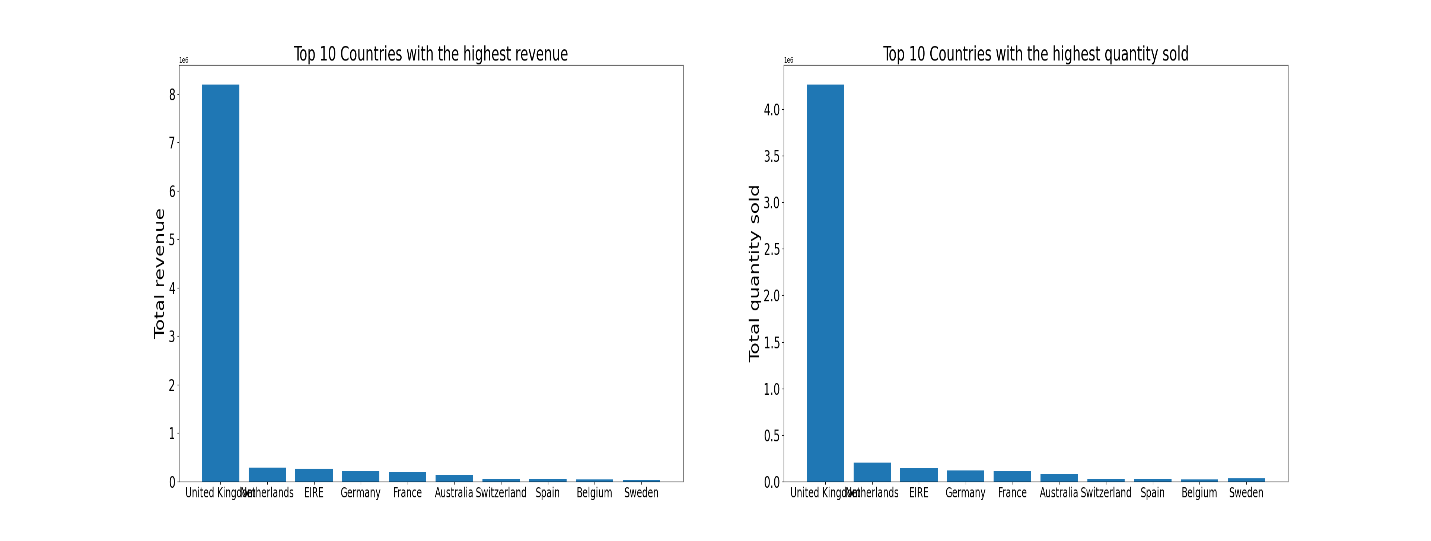 Top 10 Countries with the highest revenue
1e6
8
7
6
5
4
3
2
1
0
Total revenue
United Kingdom Netherlands EIRE Germany France Australia Switzerland Spain Belgium Sweden
Top 10 Countries with the highest quantity sold
1e6
4.0
3.5
3.0
2.5
2.0
1.5
1.0
0.5
0.0
Total quantity sold
United Kingdom Netherlands EIRE Germany France Australia Switzerland Spain Belgium Sweden